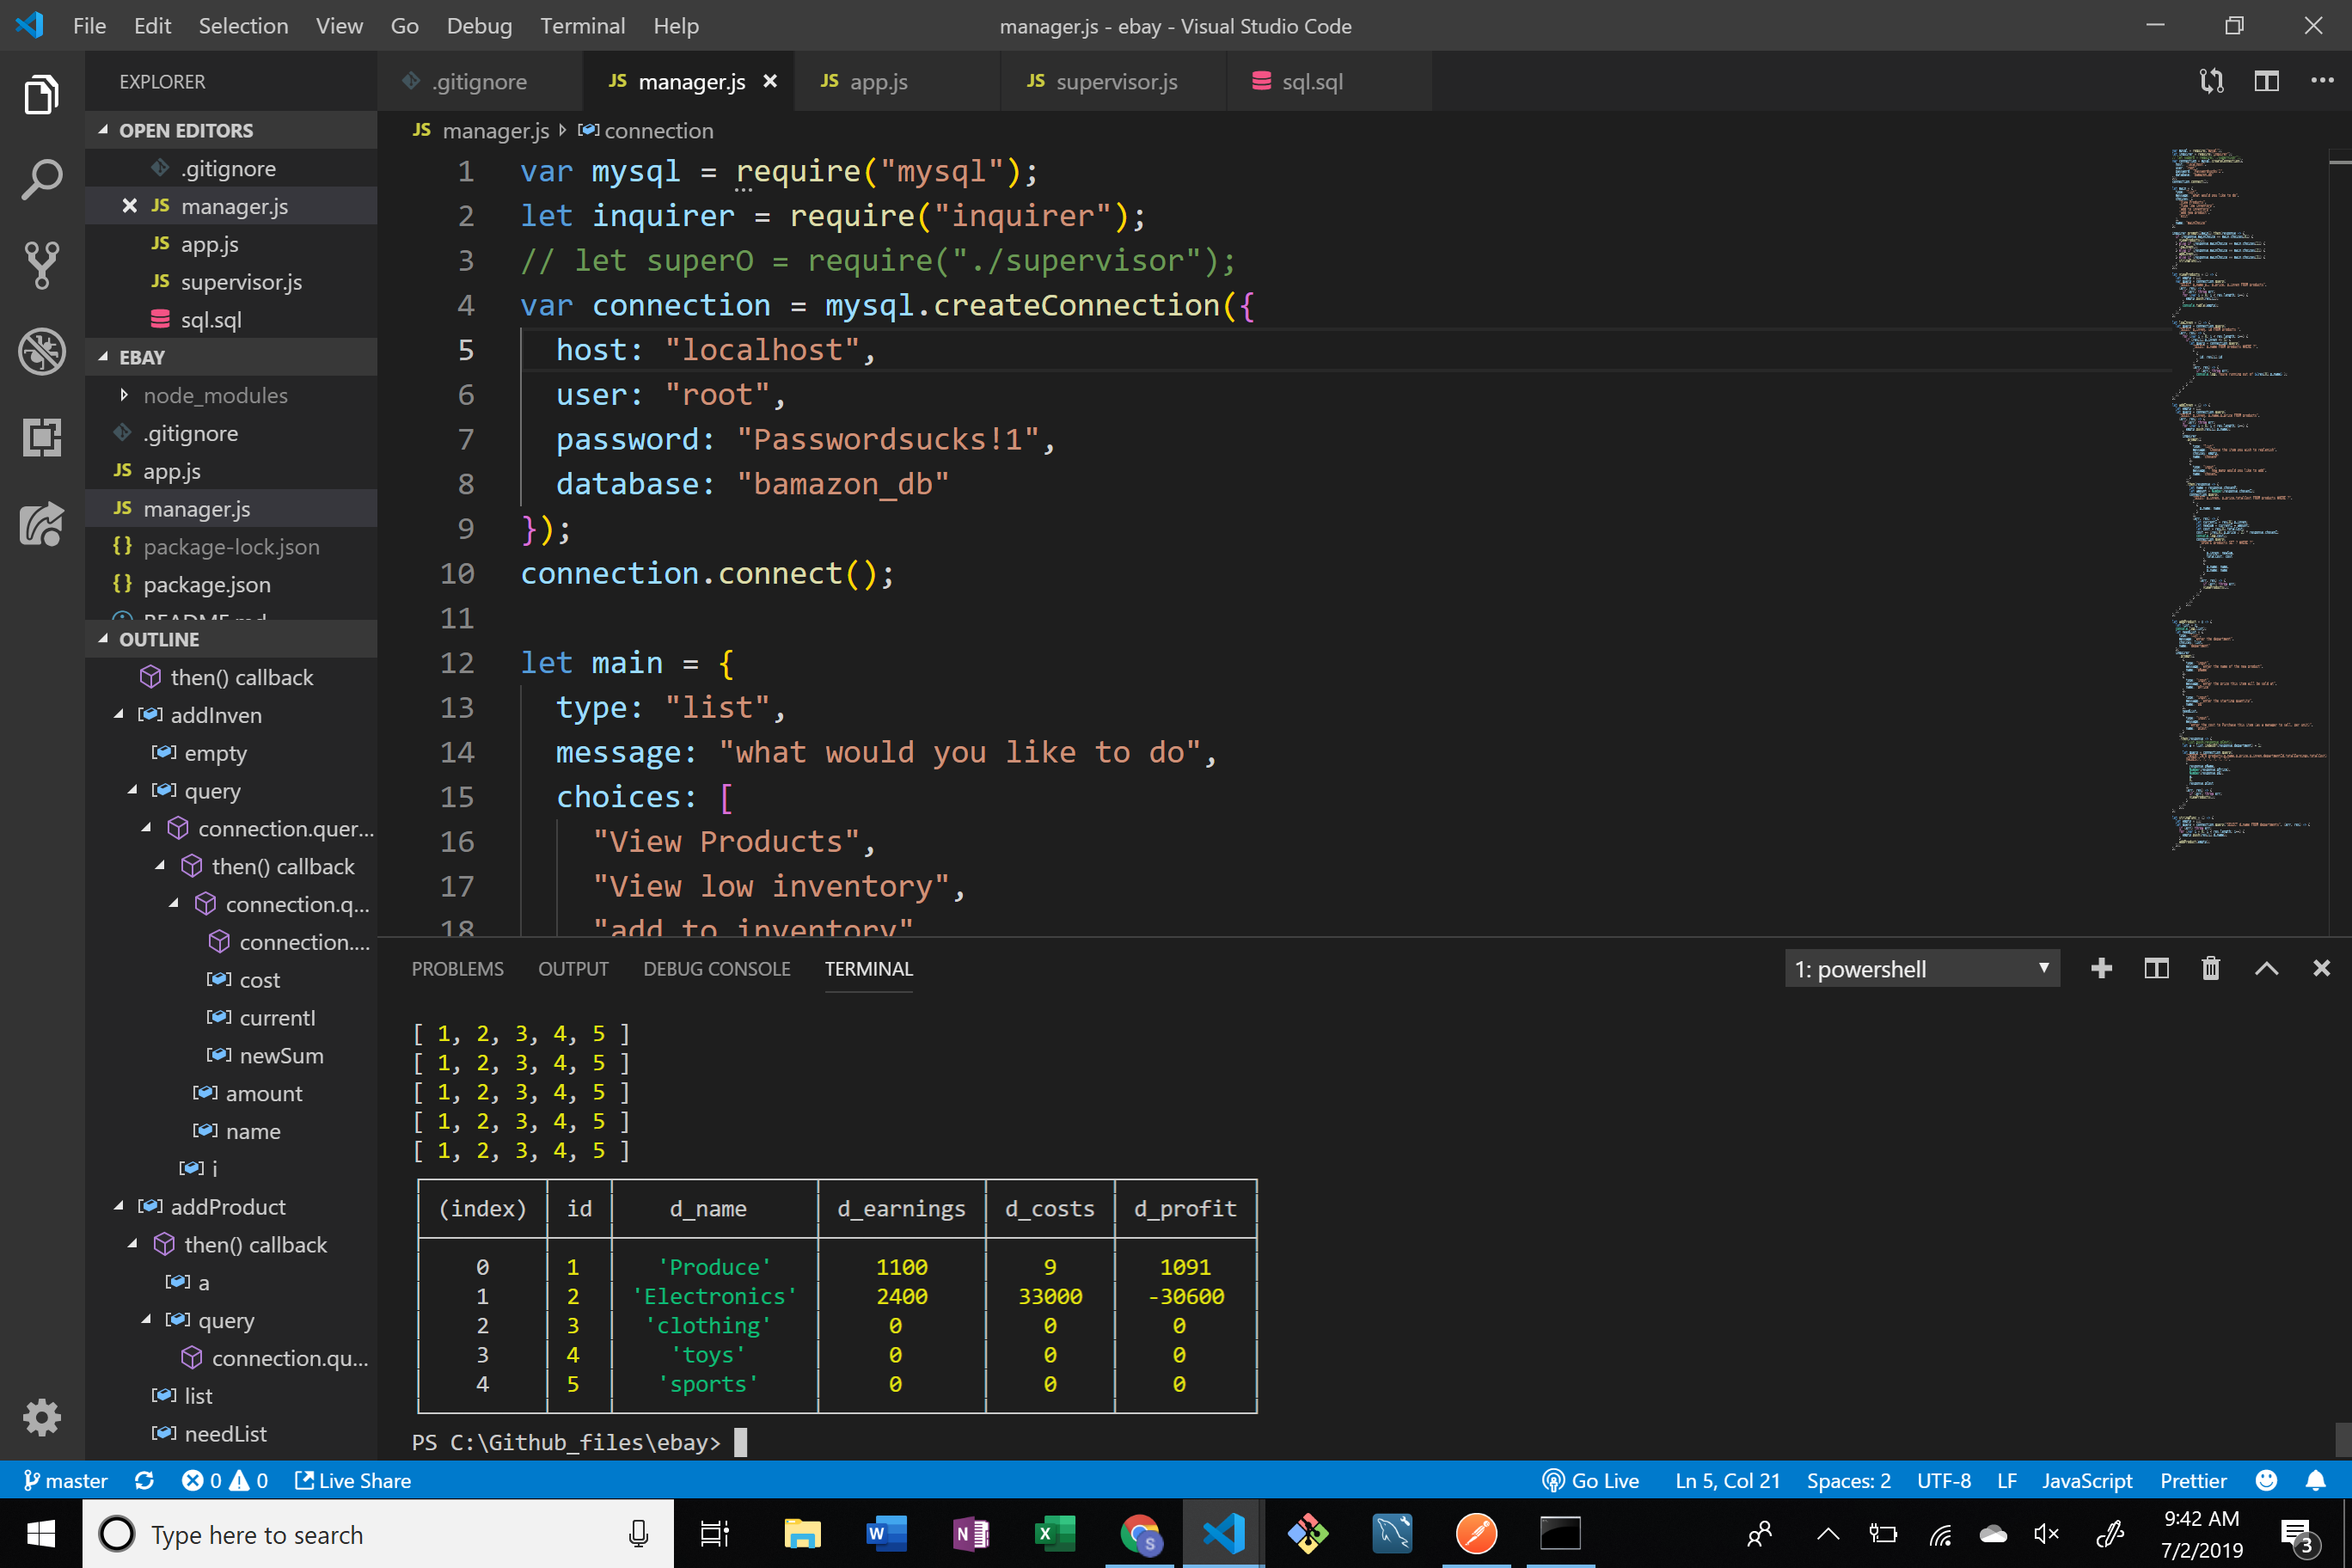 File Edit Selection View Go Debug Terminal Help
manager.js - ebay - Visual Studio Code
EXPLORER
.gitignore
JS manager.js
JS app.js
JS supervisor.js
sql.sql
OPEN EDITORS
.gitignore
JS manager.js
JS app.js
JS supervisor.js
sql.sql
EBAY
node_modules
.gitignore
JS app.js
JS manager.js
{} package-lock.json
{} package.json
README.md
OUTLINE
then() callback
addInven
empty
query
connection.quer...
then() callback
connection.q...
connection....
cost
currentI
newSum
amount
name
i
addProduct
then() callback
a
query
connection.qu...
list
needList
JS manager.js connection
1 var mysql = require("mysql");
2 let inquirer = require("inquirer");
3 // let superO = require("./supervisor");
4 var connection = mysql.createConnection({
5 host: "localhost",
6 user: "root",
7 password: "Passwordsucks!1",
8 database: "bamazon_db"
9 });
10 connection.connect();
11
12 let main = {
13 type: "list",
14 message: "what would you like to do",
15 choices: [
16 "View Products",
17 "View low inventory",
18 "add to inventory"
PROBLEMS OUTPUT DEBUG CONSOLE TERMINAL
1: powershell
[ 1, 2, 3, 4, 5 ]
[ 1, 2, 3, 4, 5 ]
[ 1, 2, 3, 4, 5 ]
[ 1, 2, 3, 4, 5 ]
[ 1, 2, 3, 4, 5 ]
(index) id d_name d_earnings d_costs d_profit
0 1 'Produce' 1100 9 1091
1 2 'Electronics' 2400 33000 -30600
2 3 'clothing' 0 0 0
3 4 'toys' 0 0 0
4 5 'sports' 0 0 0
PS C:\Github_files\ebay>
master 0 0 Live Share
Go Live Ln 5, Col 21 Spaces: 2 UTF-8 LF JavaScript Prettier
Type here to search
9:42 AM
7/2/2019
3